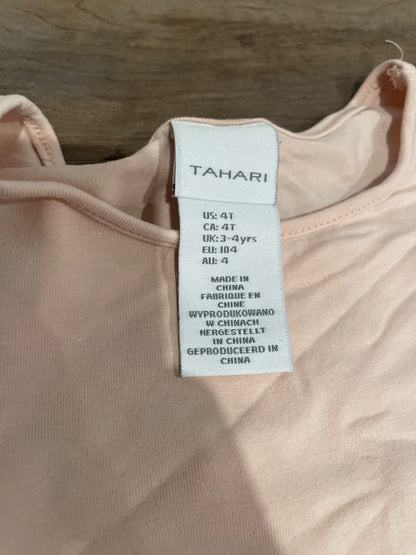 TAHARI
US: 4T
CA: 4T
UK: 3-4yrs
EU: 104
AU: 4
MADE IN
CHINA
FABRIQUE EN
CHINE
WYPRODUKOWANO
W CHINACH
HERGESTELLT
IN CHINA
GEPRODUCEERD IN
CHINA